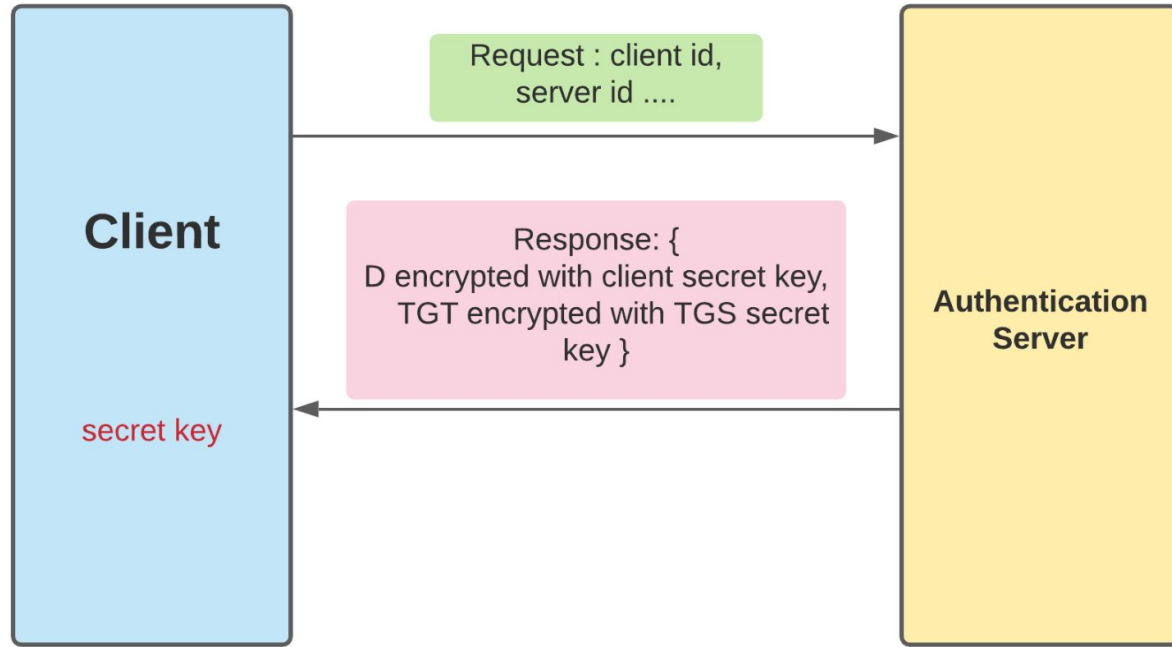 Request : client id,
server id ....
Client
Response: {
D encrypted with client secret key,
TGT encrypted with TGS secret
key }
Authentication
Server
secret key